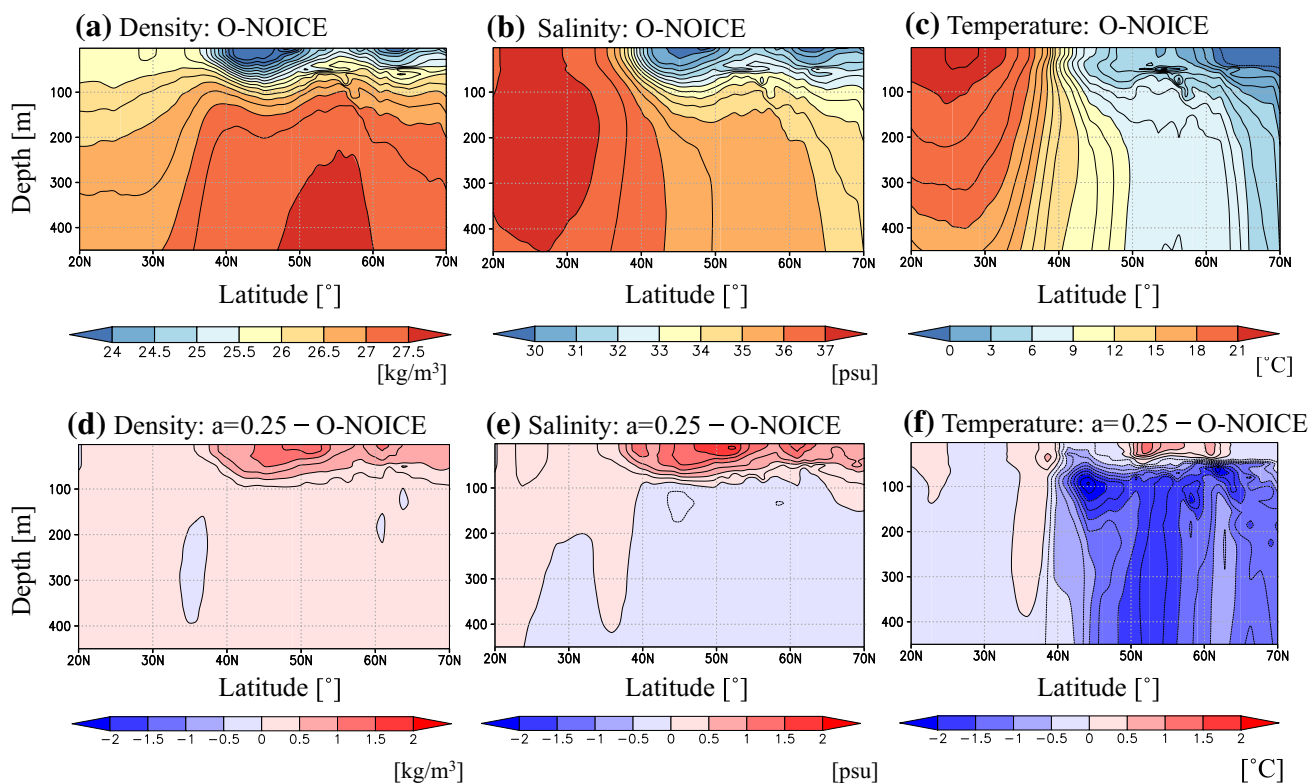 (a) Density: O-NOICE
(b) Salinity: O-NOICE
(c) Temperature: O-NOICE
Depth [m]
100
200
300
400
20N 30N 40N 50N 60N 70N
Latitude [°]
24 24.5 25 25.5 26 26.5 27 27.5
[kg/m³]
100
200
300
400
20N 30N 40N 50N 60N 70N
Latitude [°]
30 31 32 33 34 35 36 37
[psu]
100
200
300
400
20N 30N 40N 50N 60N 70N
Latitude [°]
0 3 6 9 12 15 18 21
[°C]
(d) Density: a=0.25 − O-NOICE
(e) Salinity: a=0.25 − O-NOICE
(f) Temperature: a=0.25 − O-NOICE
Depth [m]
100
200
300
400
20N 30N 40N 50N 60N 70N
Latitude [°]
−2 −1.5 −1 −0.5 0 0.5 1 1.5 2
[kg/m³]
100
200
300
400
20N 30N 40N 50N 60N 70N
Latitude [°]
−2 −1.5 −1 −0.5 0 0.5 1 1.5 2
[psu]
100
200
300
400
20N 30N 40N 50N 60N 70N
Latitude [°]
−2 −1.5 −1 −0.5 0 0.5 1 1.5 2
[°C]